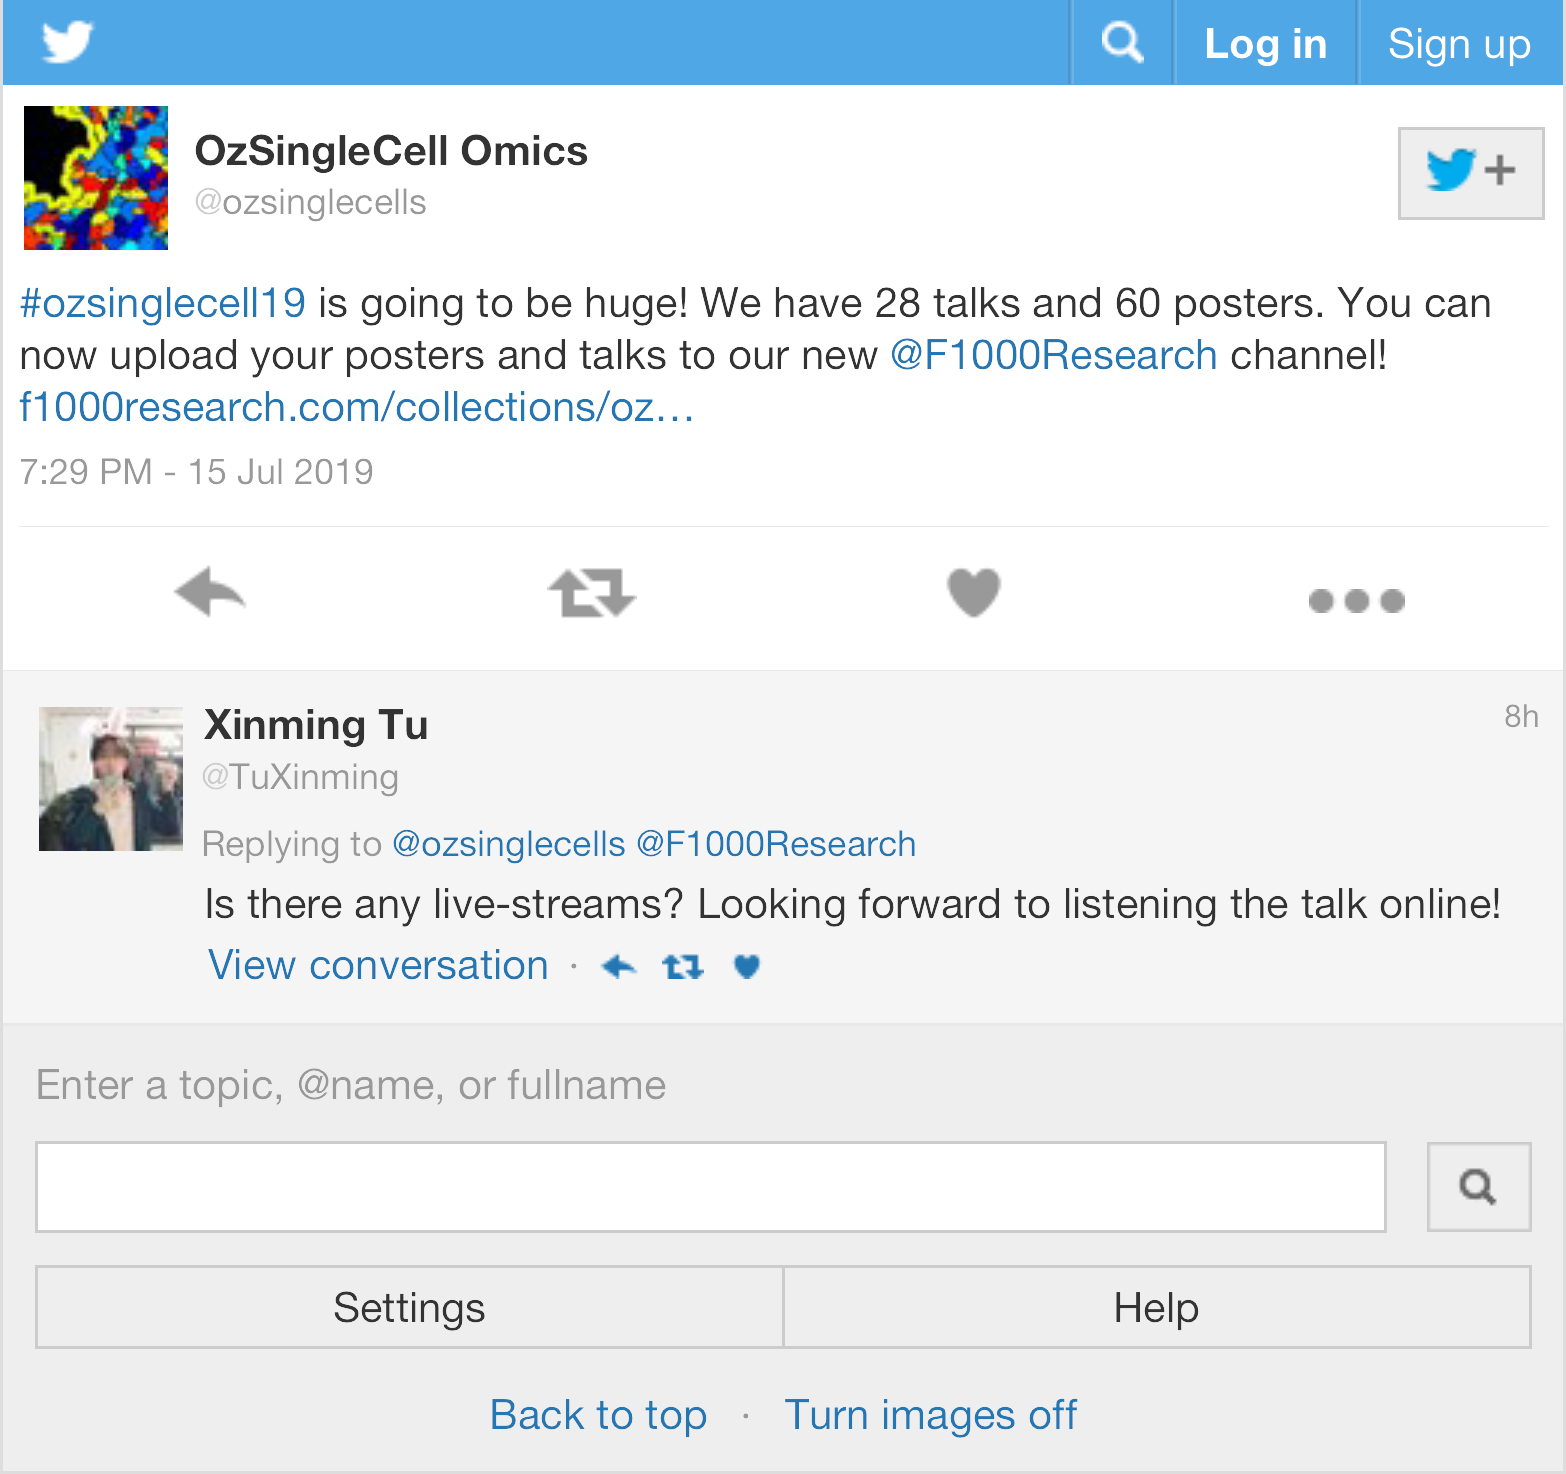 Log in
Sign up
OzSingleCell Omics
@ozsinglecells
+
#ozsinglecell19 is going to be huge! We have 28 talks and 60 posters. You can
now upload your posters and talks to our new @F1000Research channel!
f1000research.com/collections/oz…
7:29 PM - 15 Jul 2019
Xinming Tu
8h
@TuXinming
Replying to @ozsinglecells @F1000Research
Is there any live-streams? Looking forward to listening the talk online!
View conversation ·
Enter a topic, @name, or fullname
Settings
Help
Back to top · Turn images off